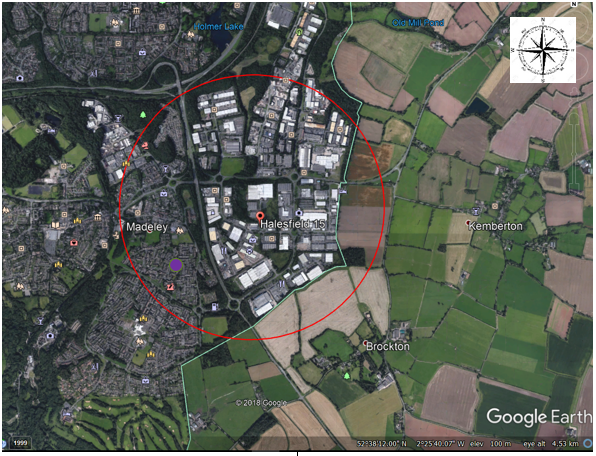 Holmer Lake
Old Mill Road
N
Madeley
Halesfield 15
Kemberton
Brockton
© 2018 Google
Google Earth
1999
52°38'12.00" N 2°25'40.07" W elev 100 m eye alt 4.53 km